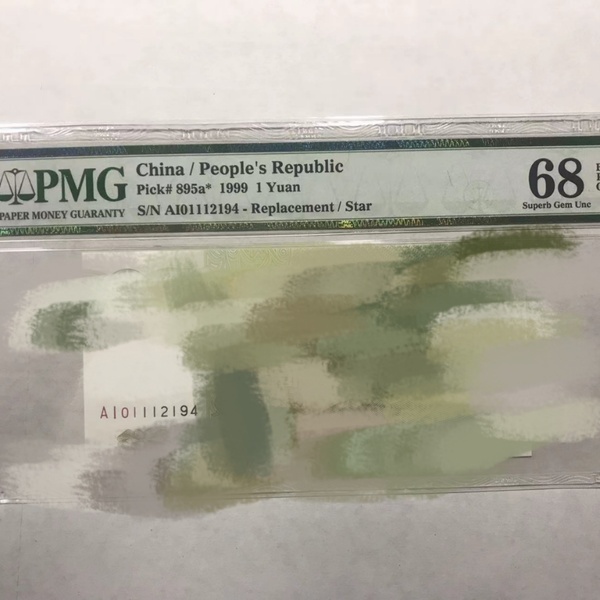 PMG
PAPER MONEY GUARANTY
China / People's Republic
Pick# 895a* 1999 1 Yuan
S/N AI01112194 - Replacement / Star
68
Superb Gem Unc
E
AI01112194